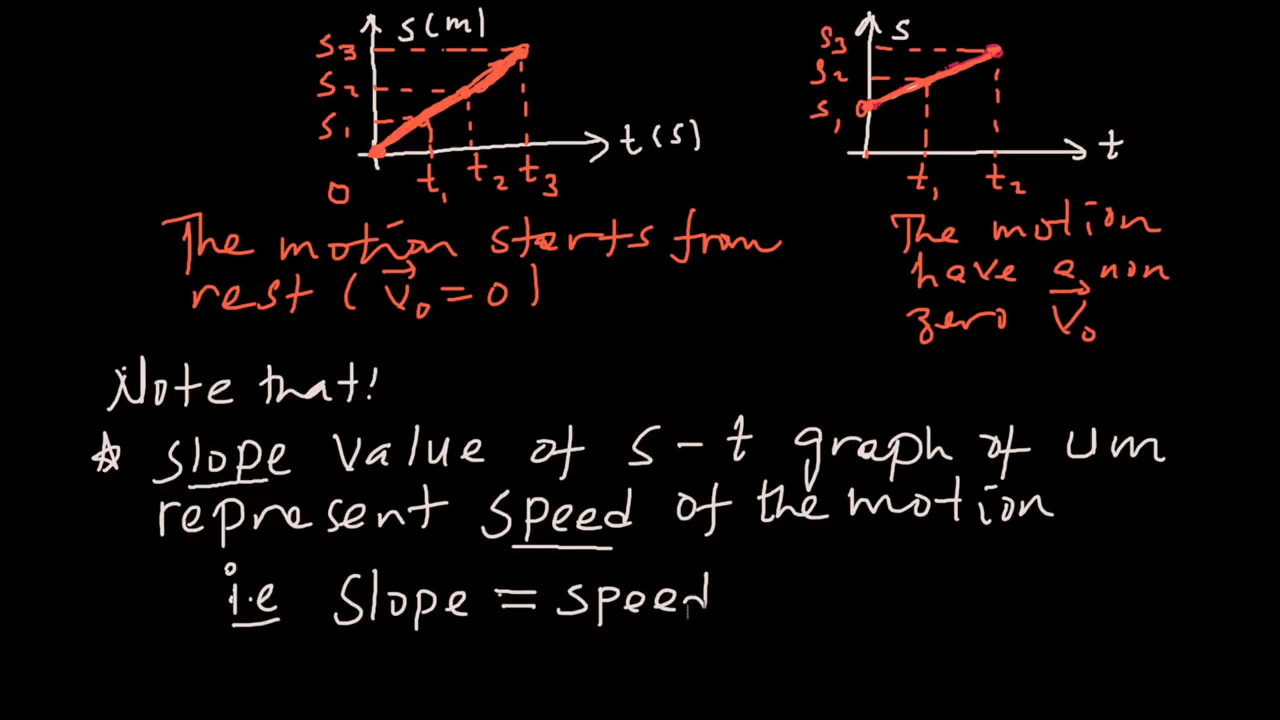 s(m)
s3
s2
s1
0
t1
t2
t3
t(s)
The motion starts from
rest (v⃗0 = 0)
s
s3
s2
s1
t1
t2
t
The motion
have a non
zero v⃗0
Note that!
☆ slope value of s-t graph of um
represent speed of the motion
i.e slope = speed